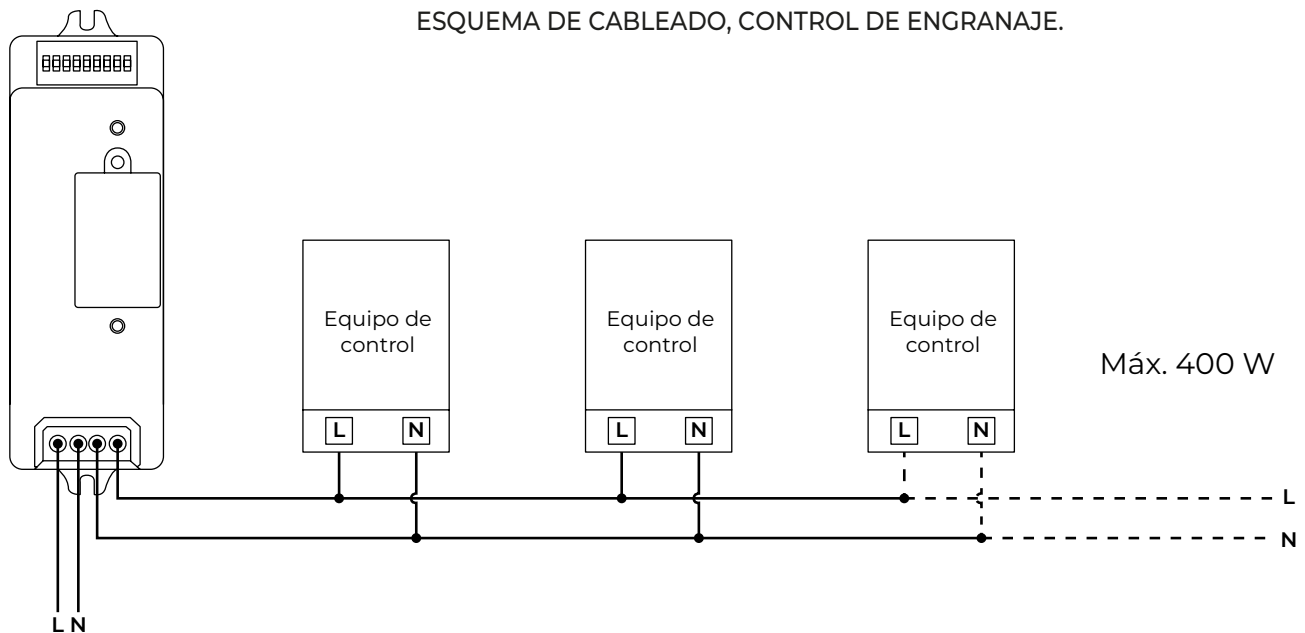 ESQUEMA DE CABLEADO, CONTROL DE ENGRANAJE.
Equipo de
control
Equipo de
control
Equipo de
control
Máx. 400 W
L N
L N
L N
L
N
L N